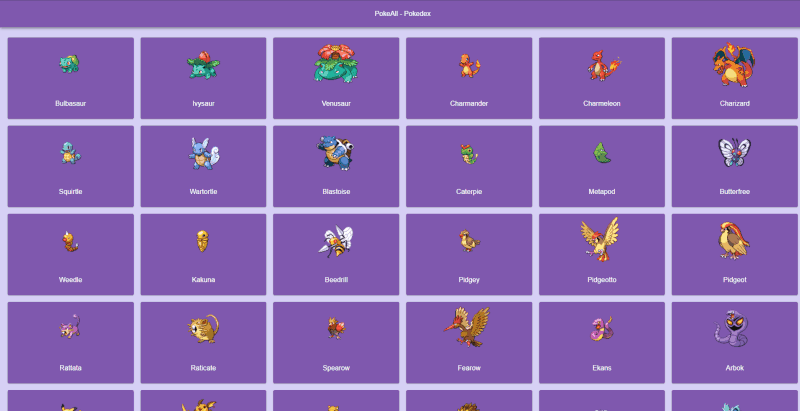 PokeAll - Pokedex
Bulbasaur
Ivysaur
Venusaur
Charmander
Charmeleon
Charizard
Squirtle
Wartortle
Blastoise
Caterpie
Metapod
Butterfree
Weedle
Kakuna
Beedrill
Pidgey
Pidgeotto
Pidgeot
Rattata
Raticate
Spearow
Fearow
Ekans
Arbok